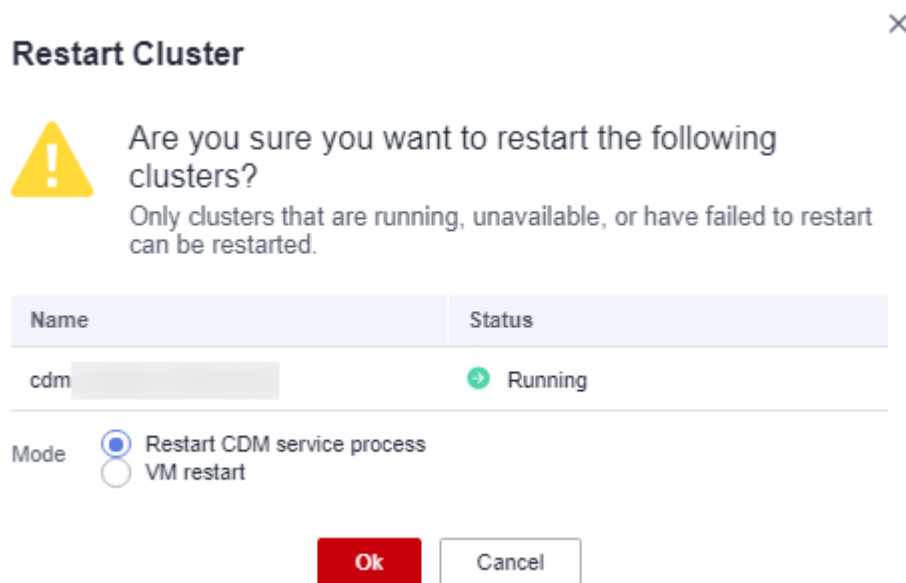 Restart Cluster
Are you sure you want to restart the following
clusters?
Only clusters that are running, unavailable, or have failed to restart
can be restarted.
Name Status
cdm Running
Mode Restart CDM service process
VM restart
Ok Cancel